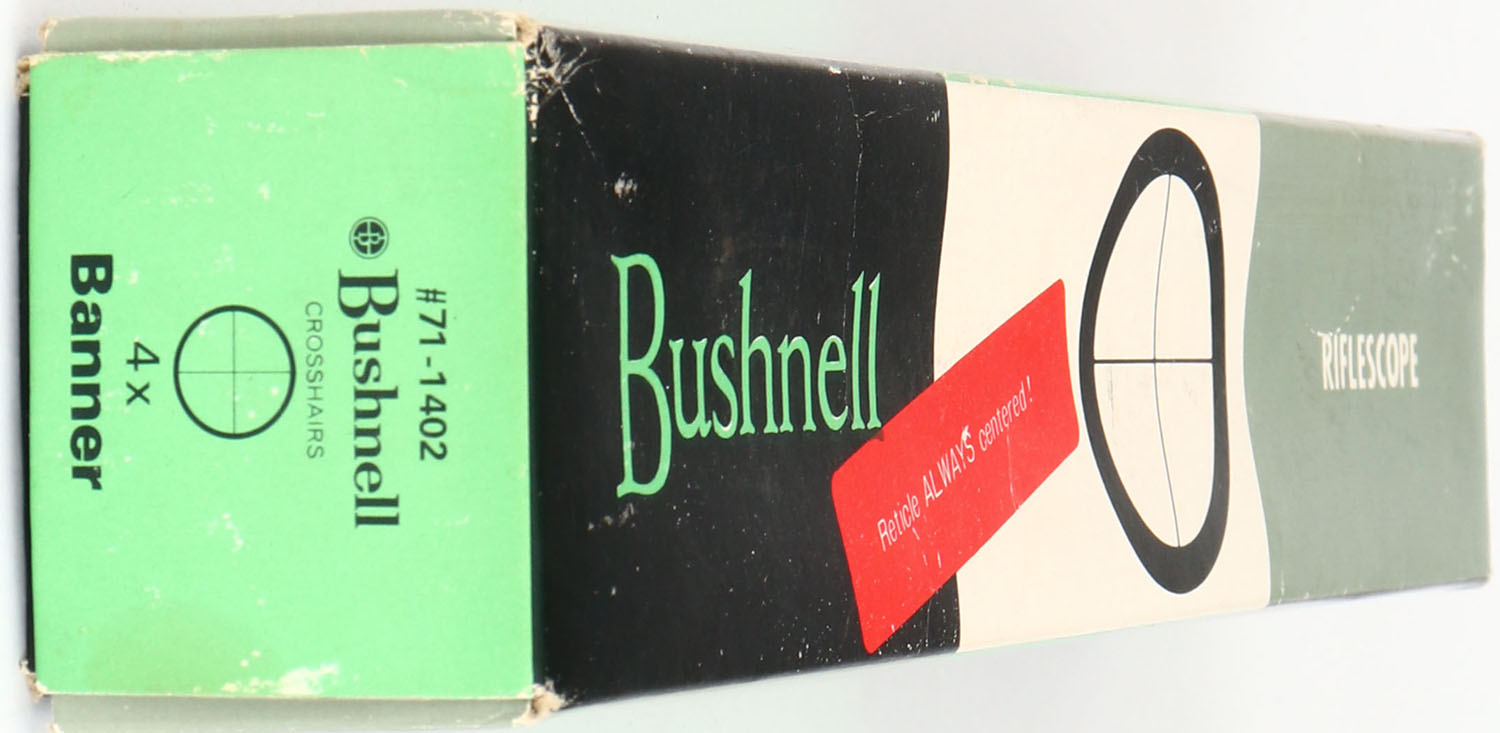 #71-1402
Bushnell
CROSSHAIRS
4x
Banner
Bushnell
Reticle ALWAYS centered!
RIFLESCOPE